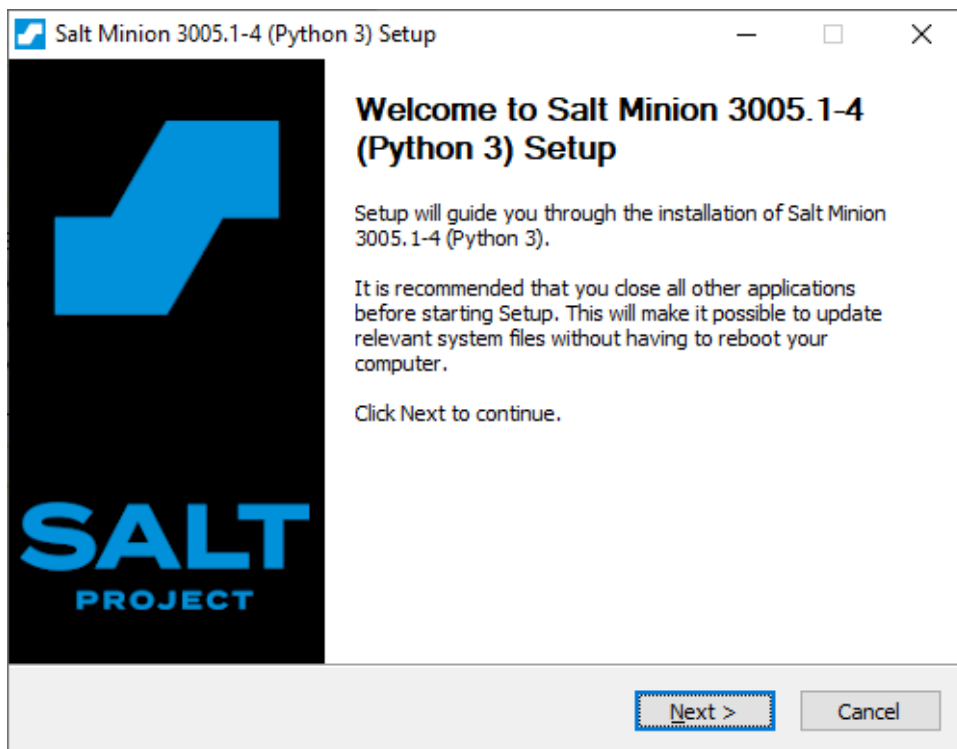 Salt Minion 3005.1-4 (Python 3) Setup
Welcome to Salt Minion 3005.1-4
(Python 3) Setup
Setup will guide you through the installation of Salt Minion
3005.1-4 (Python 3).
It is recommended that you close all other applications
before starting Setup. This will make it possible to update
relevant system files without having to reboot your
computer.
Click Next to continue.
SALT
PROJECT
Next >
Cancel